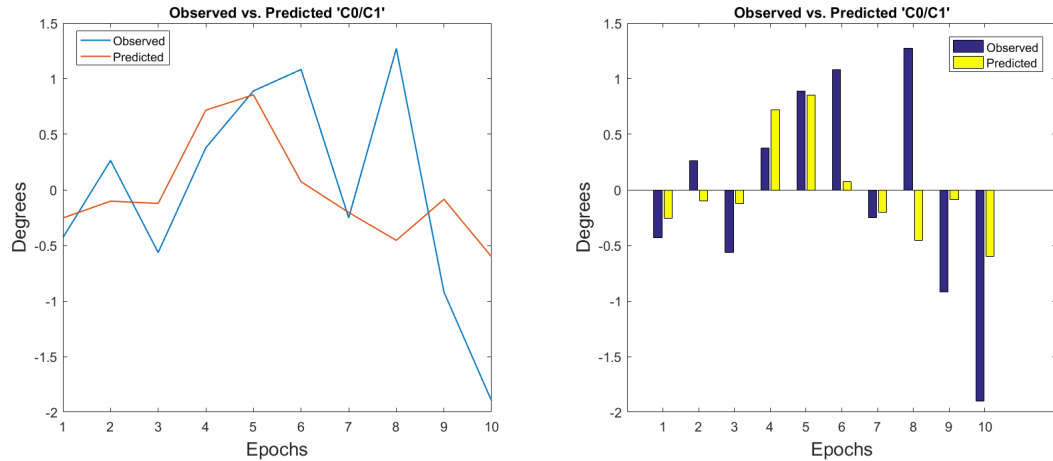 Observed vs. Predicted 'C0/C1'
Observed
Predicted
1.5
1
0.5
0
-0.5
-1
-1.5
-2
Degrees
1 2 3 4 5 6 7 8 9 10
Epochs
Observed vs. Predicted 'C0/C1'
Observed
Predicted
1.5
1
0.5
0
-0.5
-1
-1.5
-2
Degrees
1 2 3 4 5 6 7 8 9 10
Epochs